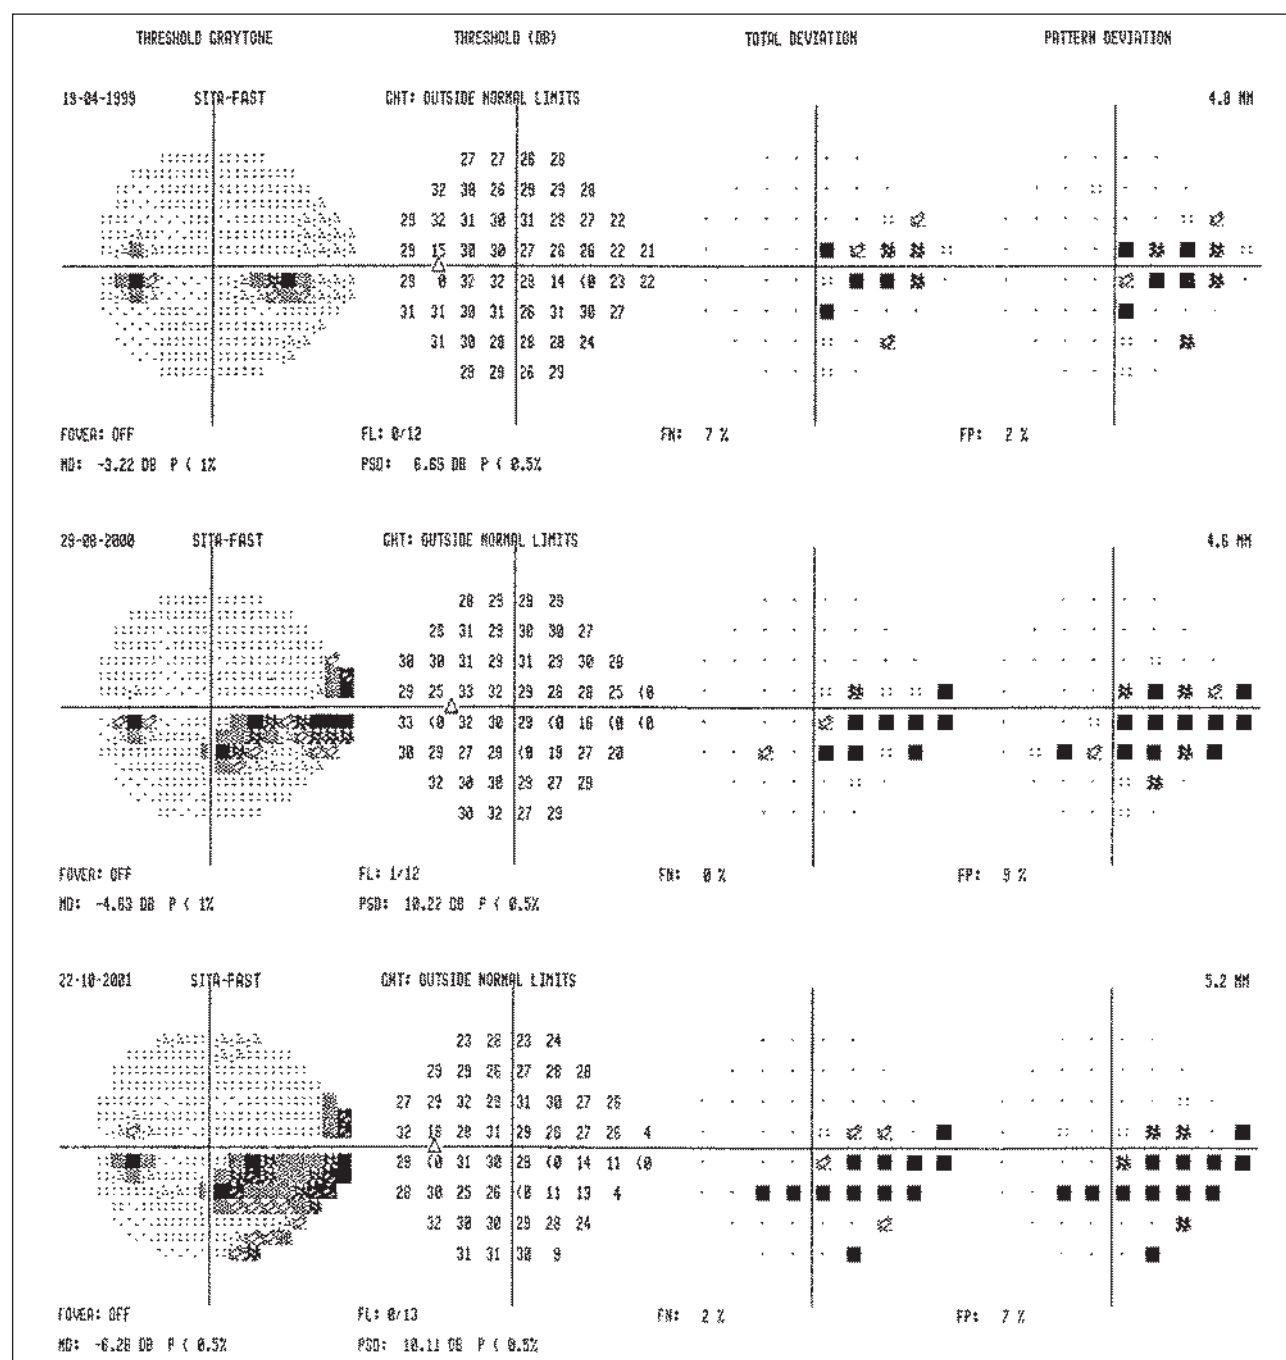 THRESHOLD GRAYTONE THRESHOLD (DB) TOTAL DEVIATION PATTERN DEVIATION
19-04-1999 SITA-FAST GHT: OUTSIDE NORMAL LIMITS 4.8 MM
27 27 26 28
32 30 26 29 29 28
29 32 31 30 31 28 27 22
29 15 30 30 27 26 26 22 21
29 0 32 32 29 14 (0 23 22
31 31 30 31 26 31 30 27
31 30 28 28 28 24
29 29 26 29
FOVEA: OFF FL: 0/12 FN: 7 % FP: 2 %
MD: -3.22 DB P < 1% PSD: 6.65 DB P < 0.5%
29-08-2000 SITA-FAST GHT: OUTSIDE NORMAL LIMITS 4.6 MM
28 29 29 29
28 31 29 30 30 27
30 30 31 29 31 29 30 28
29 25 33 32 29 26 28 25 (0
33 (0 32 30 29 (0 16 (0 (0
30 29 27 29 (0 19 27 20
32 30 30 29 27 29
30 32 27 29
FOVEA: OFF FL: 1/12 FN: 0 % FP: 9 %
MD: -4.63 DB P < 1% PSD: 10.22 DB P < 0.5%
22-10-2001 SITA-FAST GHT: OUTSIDE NORMAL LIMITS 5.2 MM
23 28 23 24
29 29 26 27 28 28
27 29 32 29 31 30 27 26
32 18 28 31 29 26 27 26 4
29 (0 31 30 29 (0 14 11 (0
28 30 25 26 (0 11 13 4
32 30 30 29 28 24
31 31 30 9
FOVEA: OFF FL: 0/13 FN: 2 % FP: 7 %
MD: -6.28 DB P < 0.5% PSD: 10.11 DB P < 0.5%